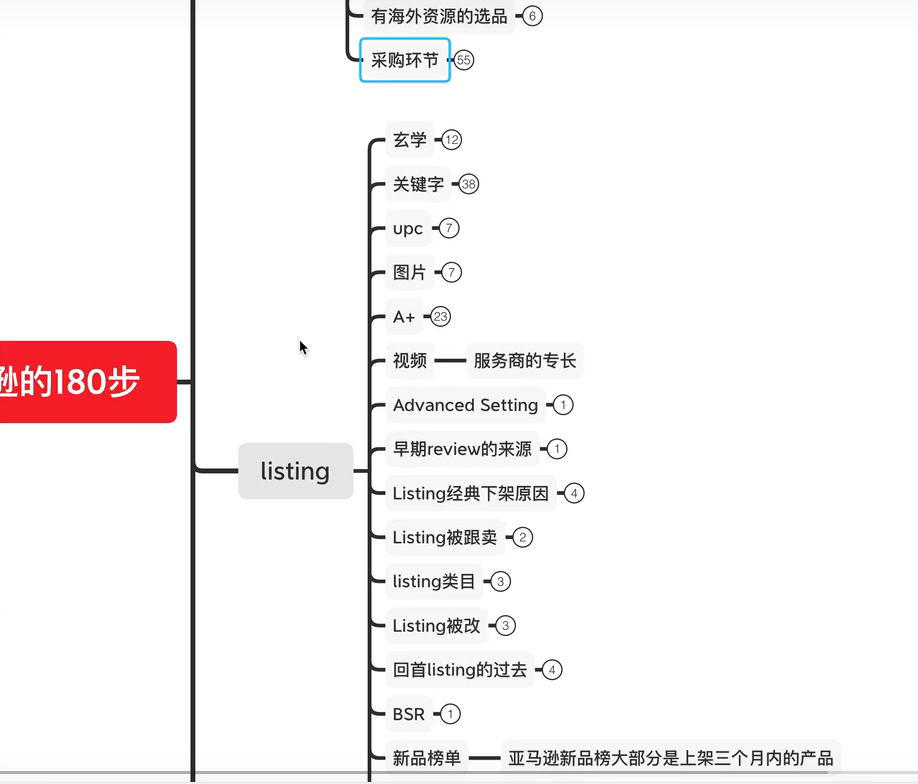 有海外资源的选品 6
采购环节 55
玄学 12
关键字 38
upc 7
图片 7
A+ 23
视频 服务商的专长
Advanced Setting 1
逊的180步
早期review的来源 1
listing
Listing经典下架原因 4
Listing被跟卖 2
listing类目 3
Listing被改 3
回首listing的过去 4
BSR 1
新品榜单 亚马逊新品榜大部分是上架三个月内的产品